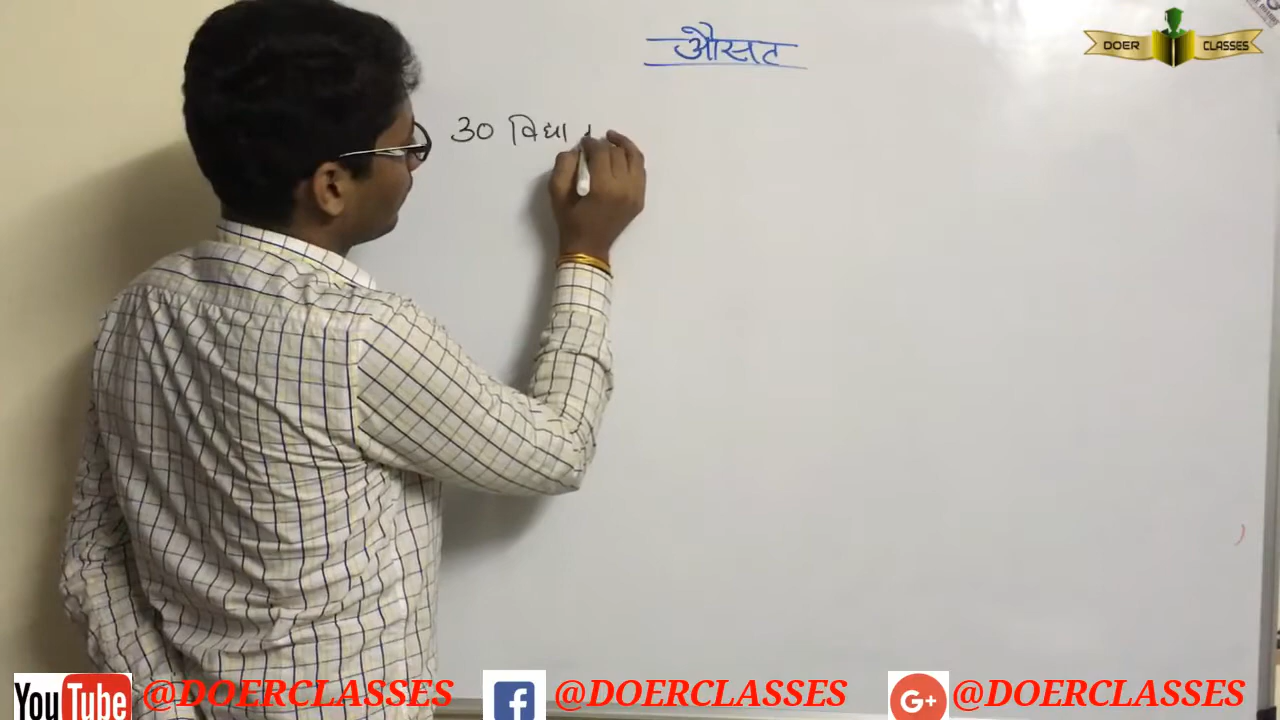 औसत
DOER CLASSES
30 विद्या
YouTube @DOERCLASSES f @DOERCLASSES G+ @DOERCLASSES